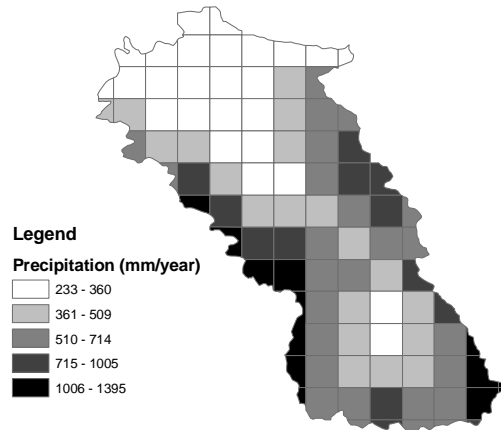 Legend
Precipitation (mm/year)
233 - 360
361 - 509
510 - 714
715 - 1005
1006 - 1395